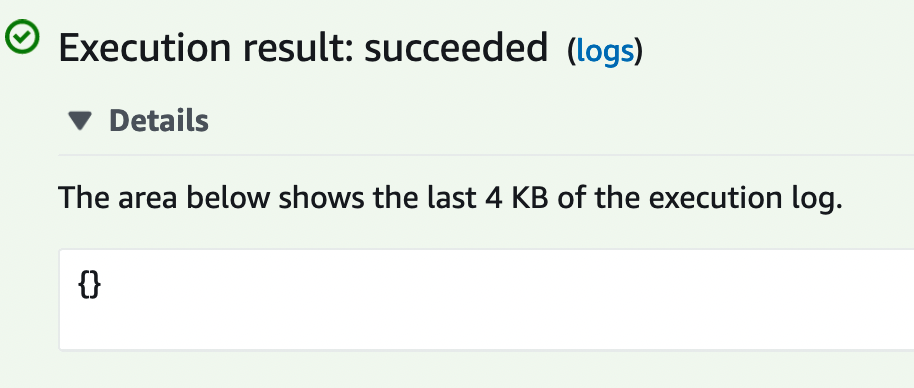 Execution result: succeeded (logs)
Details
The area below shows the last 4 KB of the execution log.
{}